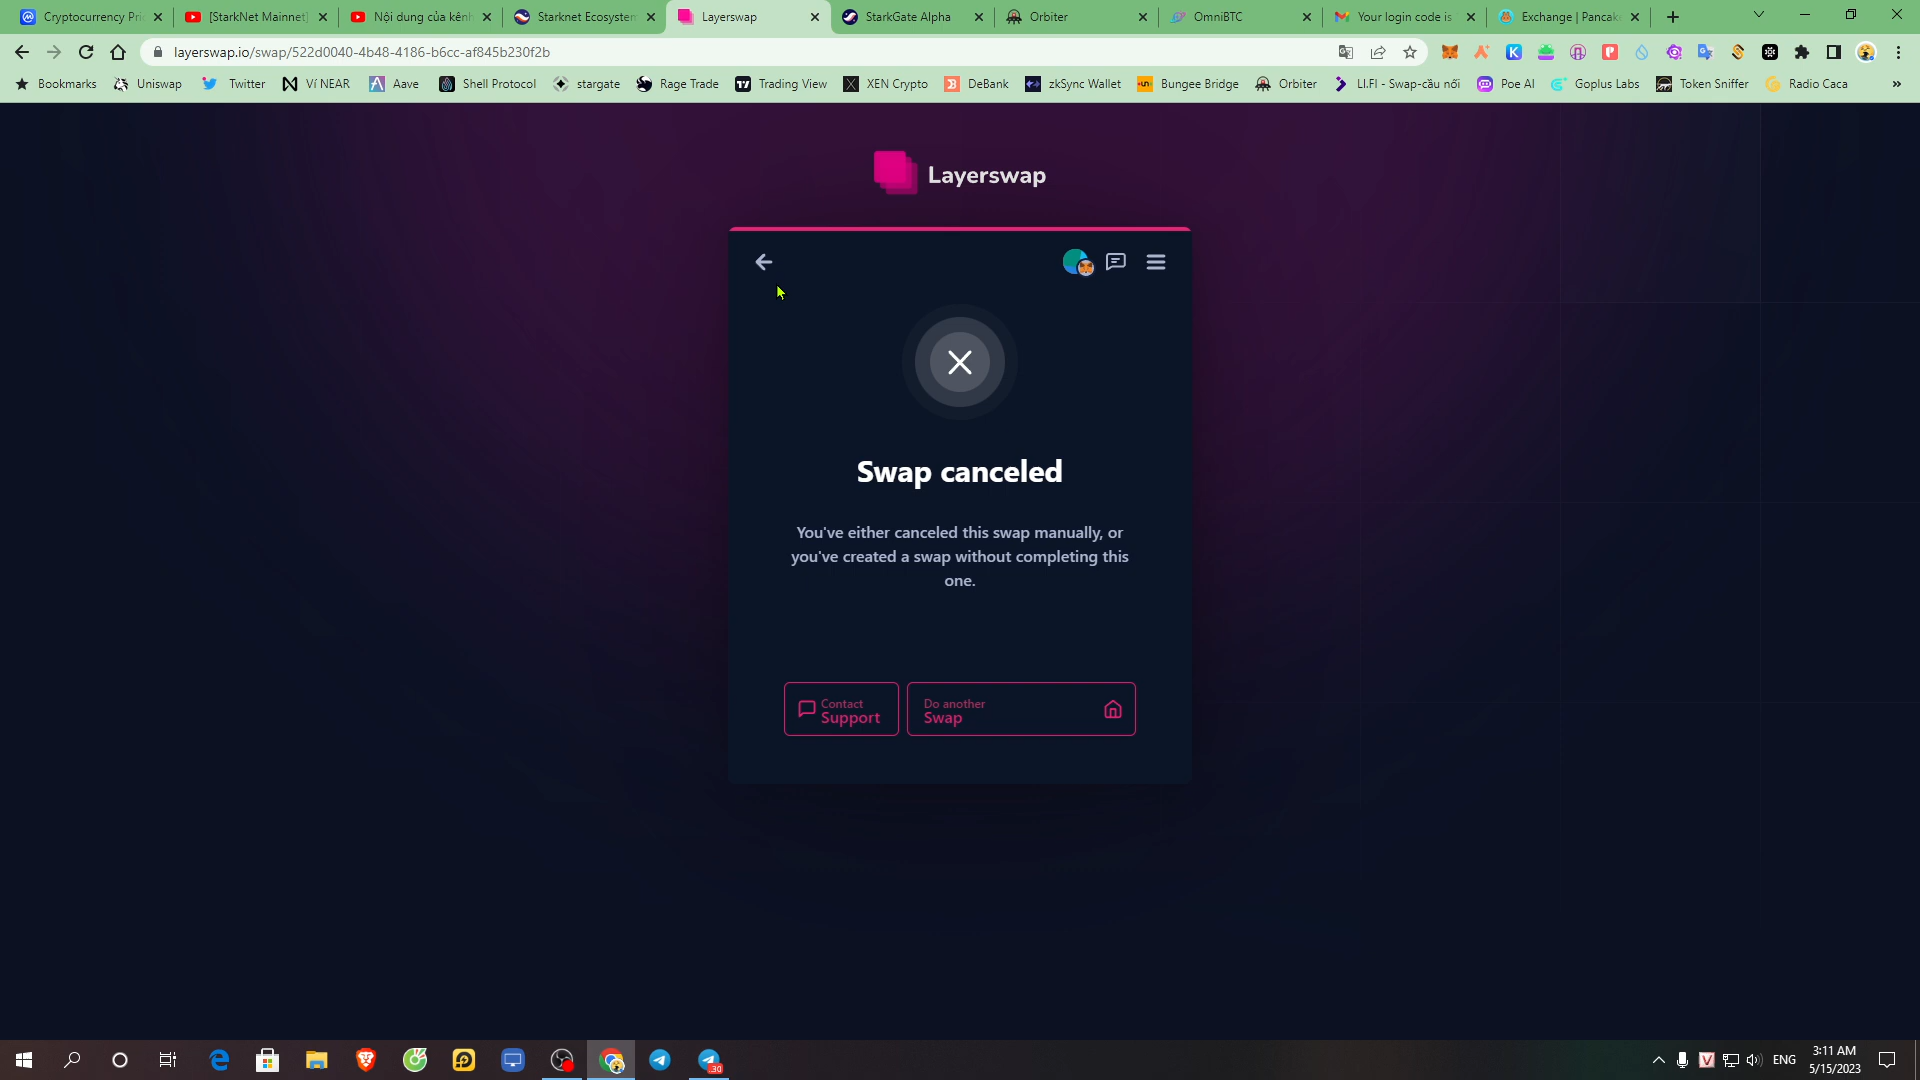 Cryptocurrency Pri
[StarkNet Mainnet]
Nội dung của kênh
Starknet Ecosystem
Layerswap
StarkGate Alpha
Orbiter
OmniBTC
Your login code is
Exchange | Pancak
layerswap.io/swap/522d0040-4b48-4186-b6cc-af845b230f2b
Bookmarks
Uniswap
Twitter
Ví NEAR
Aave
Shell Protocol
stargate
Rage Trade
Trading View
XEN Crypto
DeBank
zkSync Wallet
Bungee Bridge
Orbiter
LI.FI - Swap-cầu nối
Poe AI
Goplus Labs
Token Sniffer
Radio Caca
»
Layerswap
Swap canceled
You've either canceled this swap manually, or
you've created a swap without completing this
one.
Contact
Support
Do another
Swap
30
ENG
3:11 AM
5/15/2023